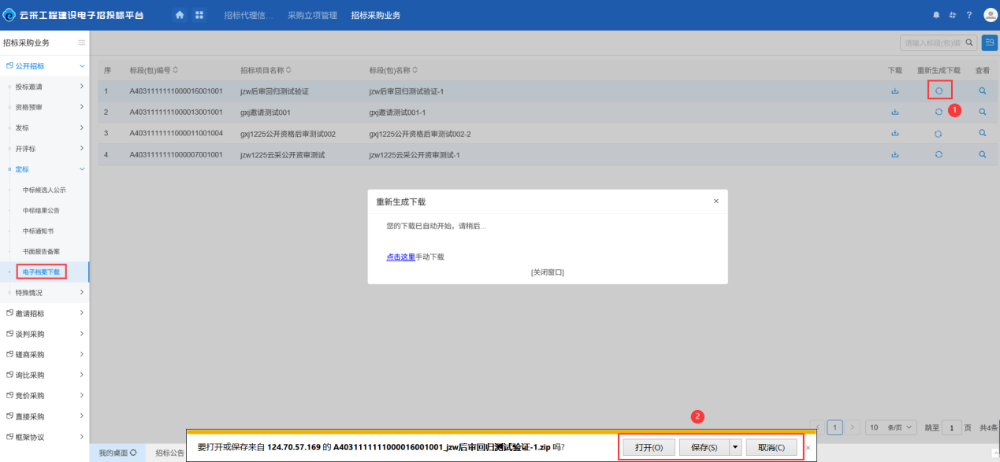 云采工程建设电子招投标平台
招标代理信... 采购立项管理 招标采购业务
招标采购业务
请输入标段(包)编
公开招标
投标邀请
资格预审
发标
开评标
定标
中标候选人公示
中标结果公告
中标通知书
书面报告备案
电子档案下载
特殊情况
邀请招标
谈判采购
磋商采购
询比采购
竞价采购
直接采购
框架协议
序 标段(包)编号 招标项目名称 标段(包)名称 下载 重新生成下载 查看
1 A4031111111000016001001 jzw后审回归测试验证 jzw后审回归测试验证-1
1
2 A4031111111000013001001 gxj邀请测试001 gxj邀请测试001-1
3 A4031111111000011001004 gxj1225公开资格后审测试002 gxj1225公开资格后审测试002-2
4 A4031111111000007001001 jzw1225云采公开资审测试 jzw1225云采公开资审测试-1
重新生成下载 ×
您的下载已自动开始，请稍后...
点击这里手动下载
[关闭窗口]
2
1 10 条/页 跳至 1 页 共4条
要打开或保存来自 124.70.57.169 的 A4031111111000016001001_jzw后审回归测试验证-1.zip 吗?
打开(O) 保存(S) 取消(C) ×
我的桌面 招标公告